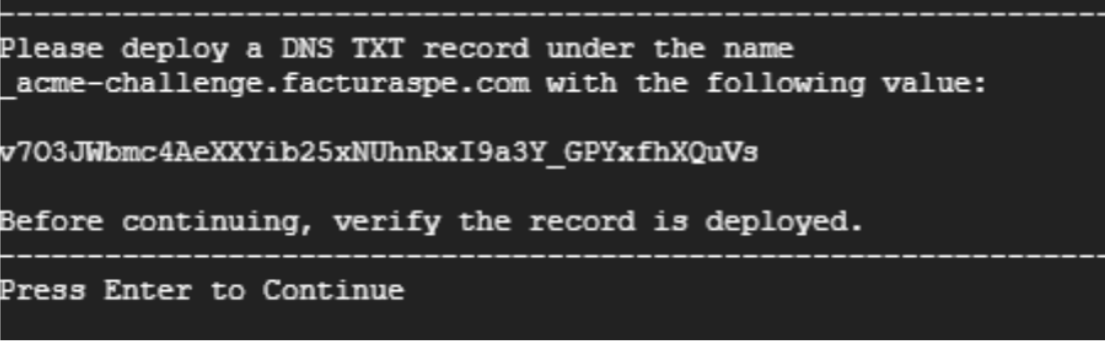 Please deploy a DNS TXT record under the name
_acme-challenge.facturaspe.com with the following value:
v7O3JWbmc4AeXXYib25xNUhnRxI9a3Y_GPYxfhXQuVs
Before continuing, verify the record is deployed.
Press Enter to Continue